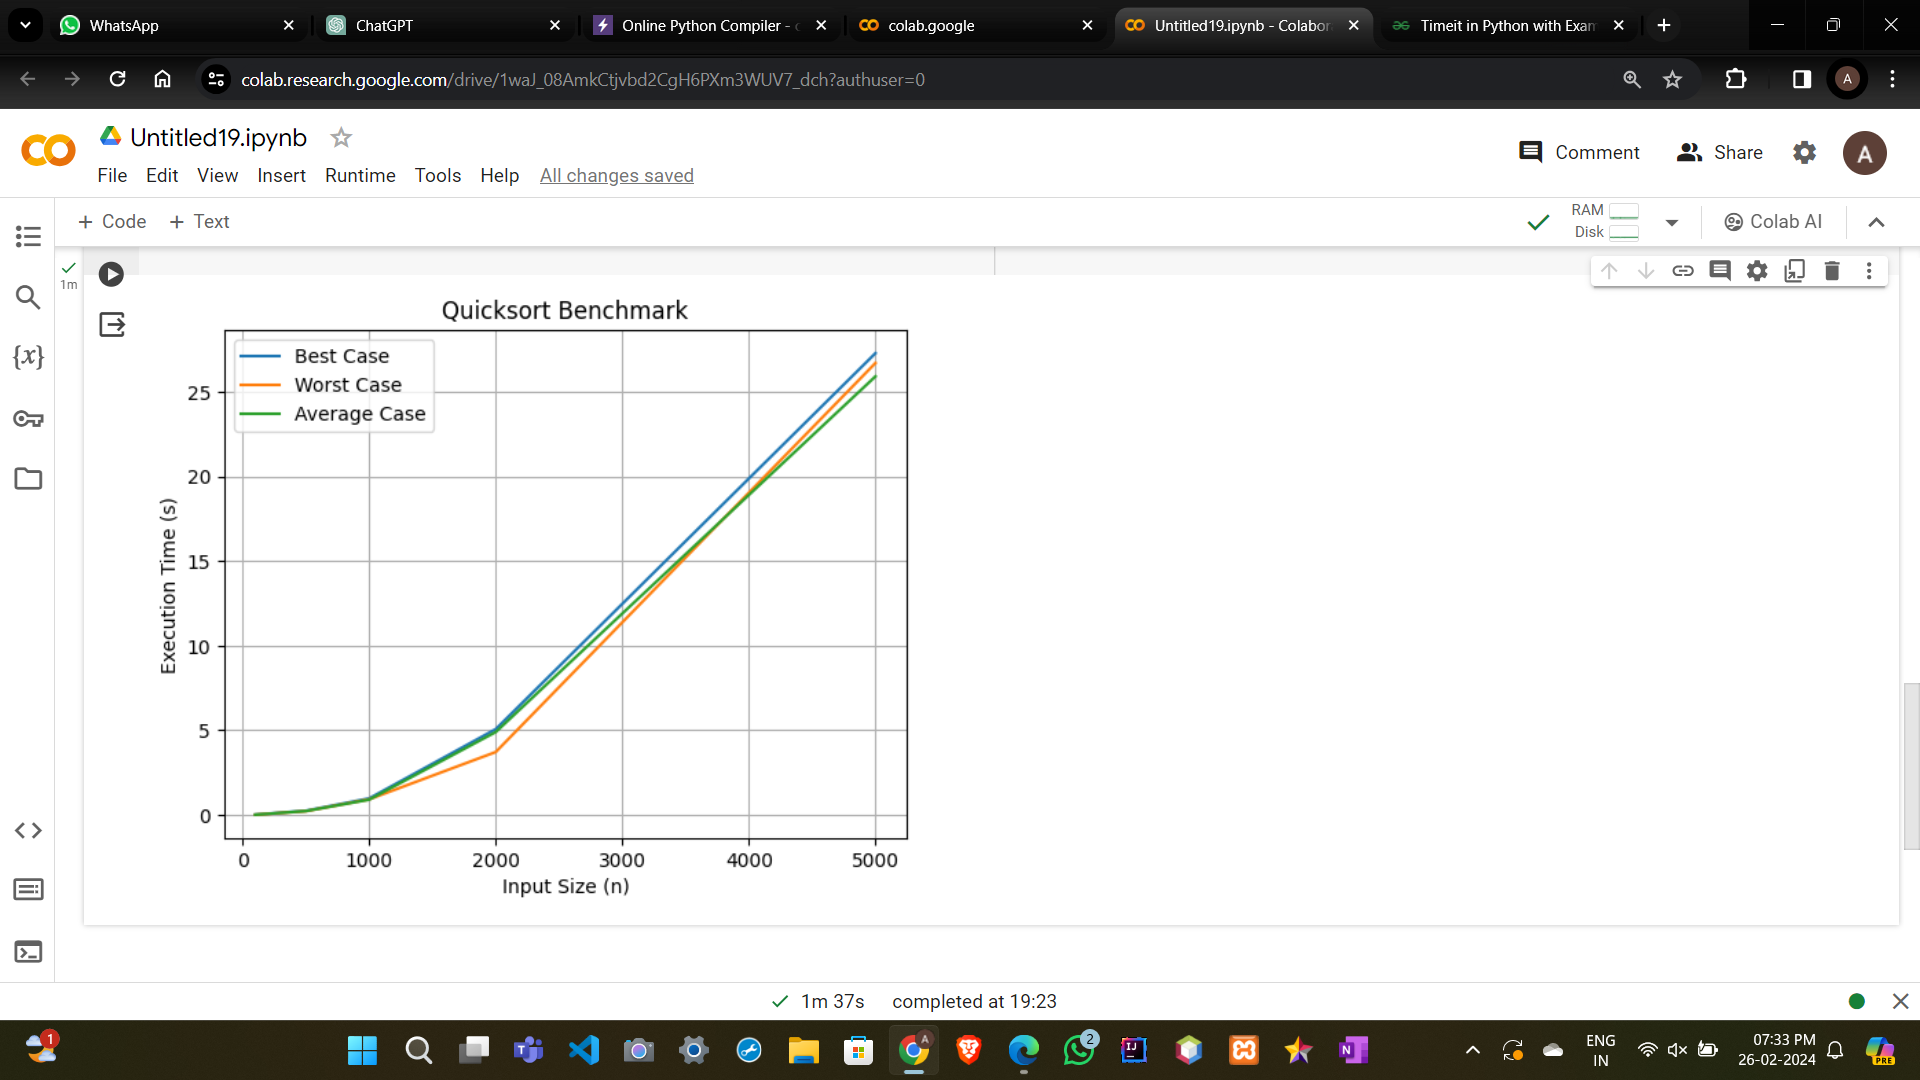 WhatsApp
ChatGPT
Online Python Compiler - c
colab.google
Untitled19.ipynb - Colabor
Timeit in Python with Exam
colab.research.google.com/drive/1waJ_08AmkCtjvbd2CgH6PXm3WUV7_dch?authuser=0
A
Untitled19.ipynb
Comment
Share
A
File Edit View Insert Runtime Tools Help All changes saved
+ Code + Text
RAM
Disk
Colab AI
{x}
1m
Quicksort Benchmark
Best Case
Worst Case
Average Case
Execution Time (s)
25
20
15
10
5
0
0 1000 2000 3000 4000 5000
Input Size (n)
1m 37s completed at 19:23
1
A
2
ENG
IN
07:33 PM
26-02-2024
PRE